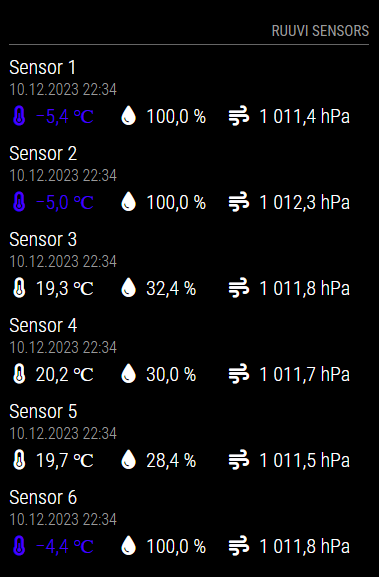 RUUVI SENSORS
Sensor 1
10.12.2023 22:34
−5,4 °C 100,0 % 1 011,4 hPa
Sensor 2
10.12.2023 22:34
−5,0 °C 100,0 % 1 012,3 hPa
Sensor 3
10.12.2023 22:34
19,3 °C 32,4 % 1 011,8 hPa
Sensor 4
10.12.2023 22:34
20,2 °C 30,0 % 1 011,7 hPa
Sensor 5
10.12.2023 22:34
19,7 °C 28,4 % 1 011,5 hPa
Sensor 6
10.12.2023 22:34
−4,4 °C 100,0 % 1 011,8 hPa